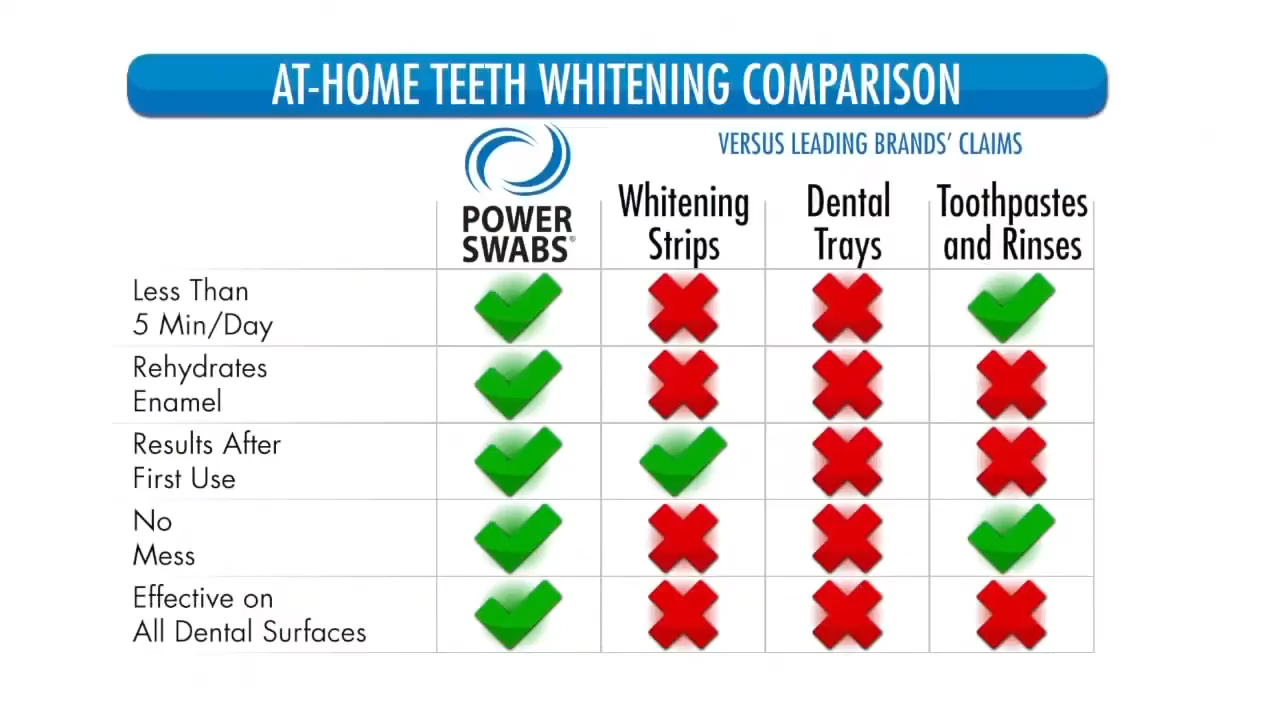 AT-HOME TEETH WHITENING COMPARISON
VERSUS LEADING BRANDS' CLAIMS
POWER
SWABS®
Whitening
Strips
Dental
Trays
Toothpastes
and Rinses
Less Than
5 Min/Day
Rehydrates
Enamel
Results After
First Use
No
Mess
Effective on
All Dental Surfaces